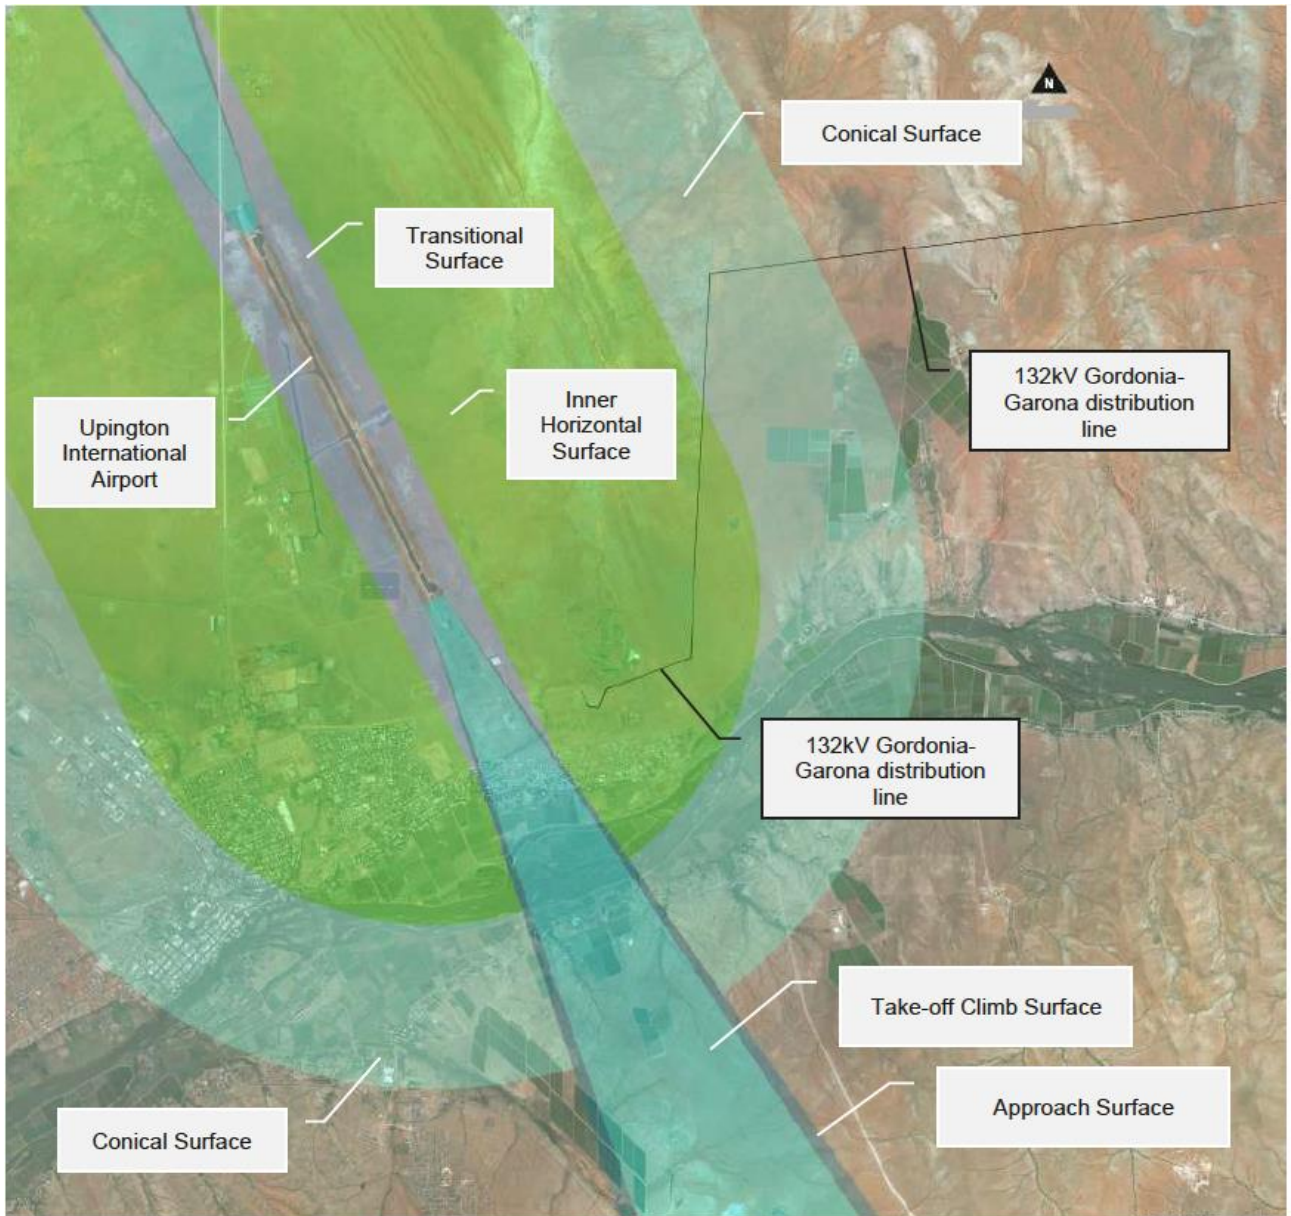 N
Conical Surface
Transitional
Surface
132kV Gordonia-
Garona distribution
line
Inner
Horizontal
Surface
Upington
International
Airport
132kV Gordonia-
Garona distribution
line
Take-off Climb Surface
Approach Surface
Conical Surface